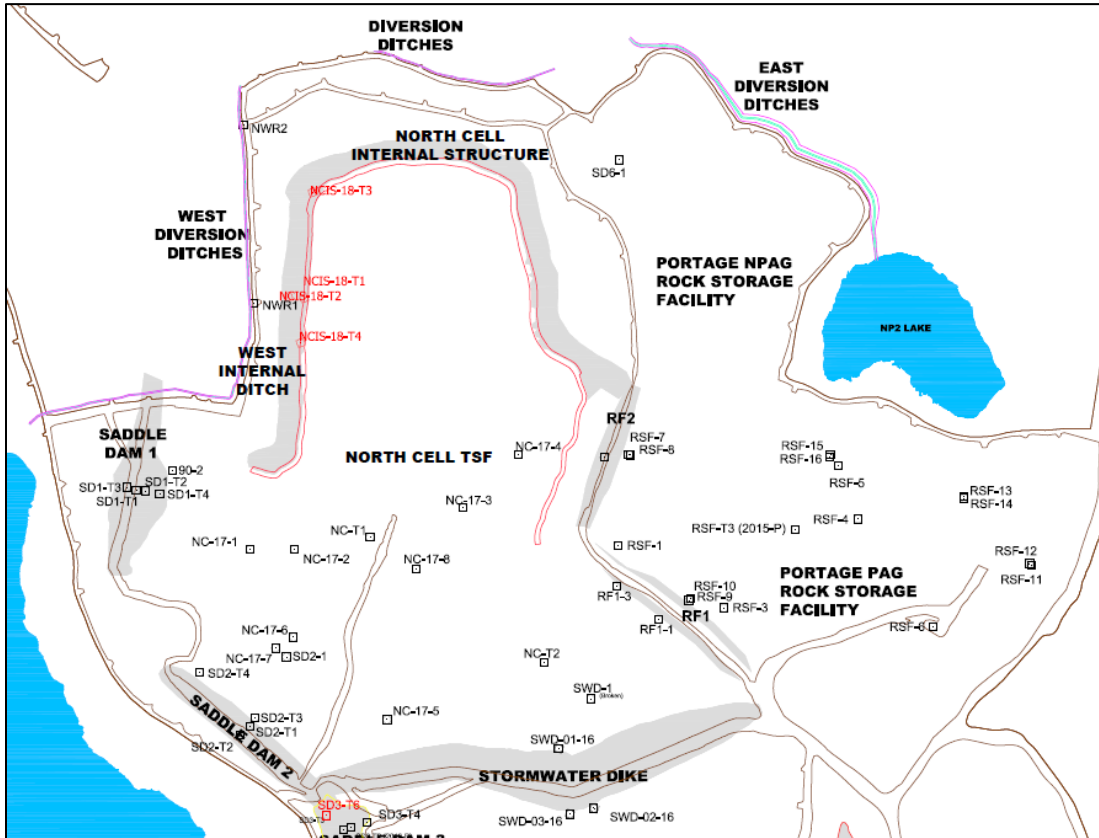 DIVERSION
DITCHES
EAST
DIVERSION
DITCHES
NWR2
NORTH CELL
INTERNAL STRUCTURE
SD6-1
NCIS-18-T3
WEST
DIVERSION
DITCHES
PORTAGE NPAG
ROCK STORAGE
FACILITY
NCIS-18-T1
NCIS-18-T2
NWR1
NP2 LAKE
NCIS-18-T4
WEST
INTERNAL
DITCH
RF2
SADDLE
DAM 1
NC-17-4
RSF-7
RSF-8
RSF-15
RSF-16
NORTH CELL TSF
90-2
RSF-5
SD1-T3
SD1-T2
SD1-T1
SD1-T4
RSF-13
RSF-14
NC-17-3
RSF-4
RSF-T3 (2015-P)
NC-T1
NC-17-1
NC-17-2
RSF-1
RSF-12
RSF-11
NC-17-8
PORTAGE PAG
ROCK STORAGE
FACILITY
RF1-3
RSF-10
RSF-9
RSF-3
RF1
RF1-1
RSF-6
NC-17-6
NC-17-7
SD2-1
NC-T2
SD2-T4
SWD-1
(Broken)
SADDLE DAM 2
SD2-T3
SD2-T1
SD2-T2
NC-17-5
SWD-01-16
STORMWATER DIKE
SD3-T6
SD3-T4
SWD-03-16
SWD-02-16